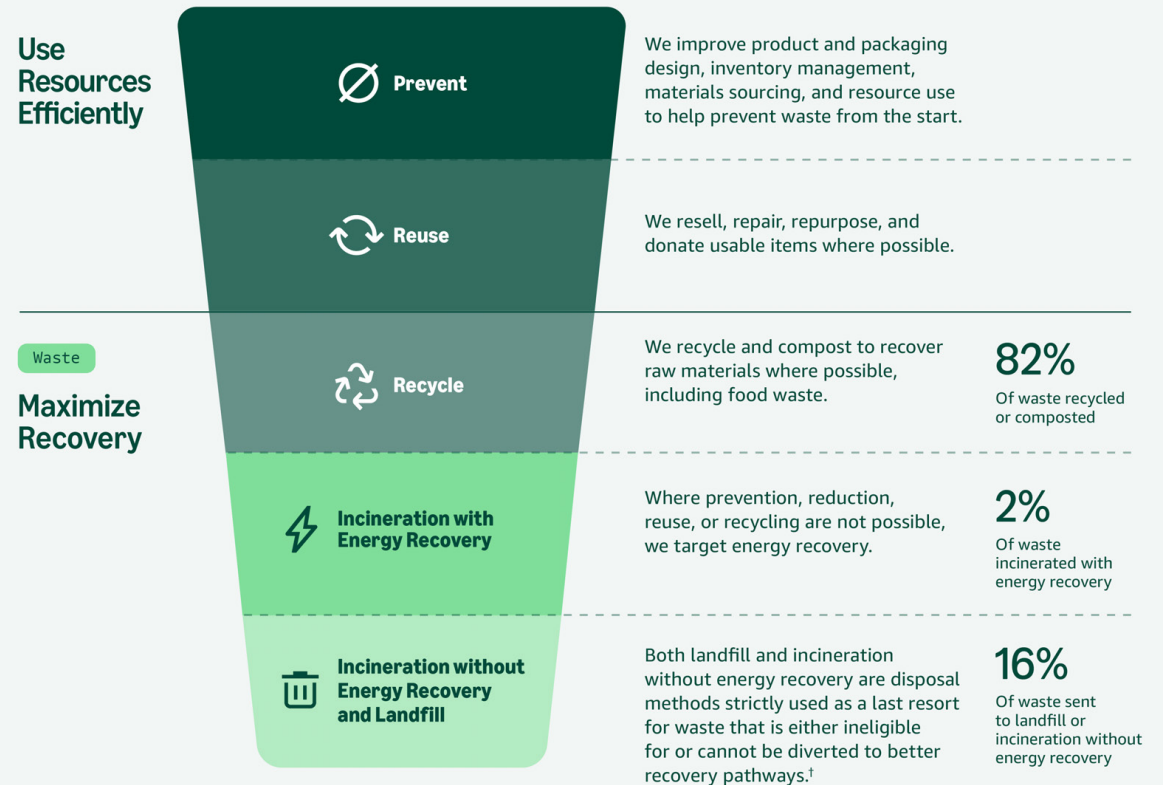 Use
Resources
Efficiently
Prevent
We improve product and packaging
design, inventory management,
materials sourcing, and resource use
to help prevent waste from the start.
Reuse
We resell, repair, repurpose, and
donate usable items where possible.
Waste
Maximize
Recovery
Recycle
We recycle and compost to recover
raw materials where possible,
including food waste.
82%
Of waste recycled
or composted
Incineration with
Energy Recovery
Where prevention, reduction,
reuse, or recycling are not possible,
we target energy recovery.
2%
Of waste
incinerated with
energy recovery
Incineration without
Energy Recovery
and Landfill
Both landfill and incineration
without energy recovery are disposal
methods strictly used as a last resort
for waste that is either ineligible
for or cannot be diverted to better
recovery pathways.†
16%
Of waste sent
to landfill or
incineration without
energy recovery